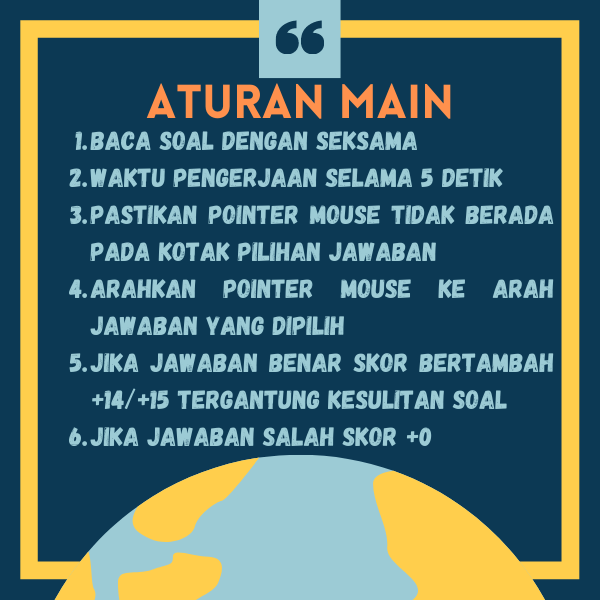 ATURAN MAIN
1. BACA SOAL DENGAN SEKSAMA
2. WAKTU PENGERJAAN SELAMA 5 DETIK
3. PASTIKAN POINTER MOUSE TIDAK BERADA
PADA KOTAK PILIHAN JAWABAN
4. ARAHKAN POINTER MOUSE KE ARAH
JAWABAN YANG DIPILIH
5. JIKA JAWABAN BENAR SKOR BERTAMBAH
+14/+15 TERGANTUNG KESULITAN SOAL
6. JIKA JAWABAN SALAH SKOR +0